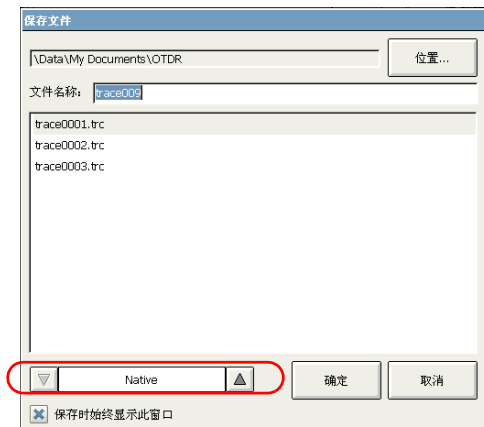 保存文件
\Data\My Documents\OTDR
位置...
文件名称: trace009
trace0001.trc
trace0002.trc
trace0003.trc
Native
确定
取消
保存时始终显示此窗口